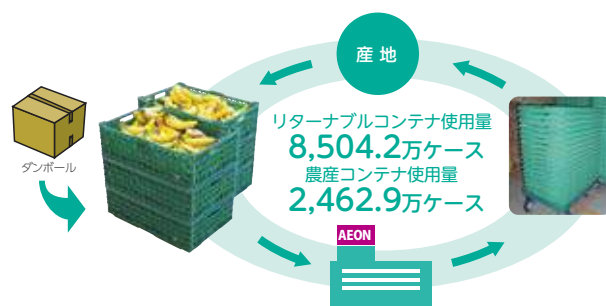 産地
ダンボール
リターナブルコンテナ使用量
8,504.2万ケース
農産コンテナ使用量
2,462.9万ケース
AEON